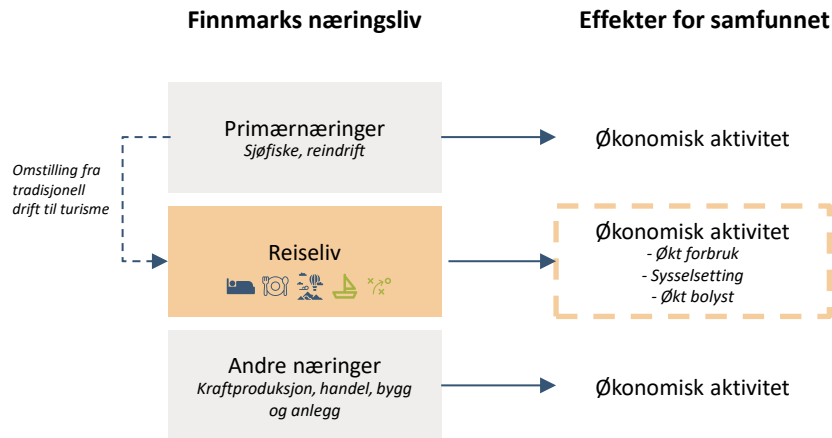 Finnmarks næringsliv
Effekter for samfunnet
Primærnæringer
Sjøfiske, reindrift
Økonomisk aktivitet
Omstilling fra
tradisjonell
drift til turisme
Reiseliv
Økonomisk aktivitet
- Økt forbruk
- Sysselsetting
- Økt bolyst
Andre næringer
Kraftproduksjon, handel, bygg
og anlegg
Økonomisk aktivitet